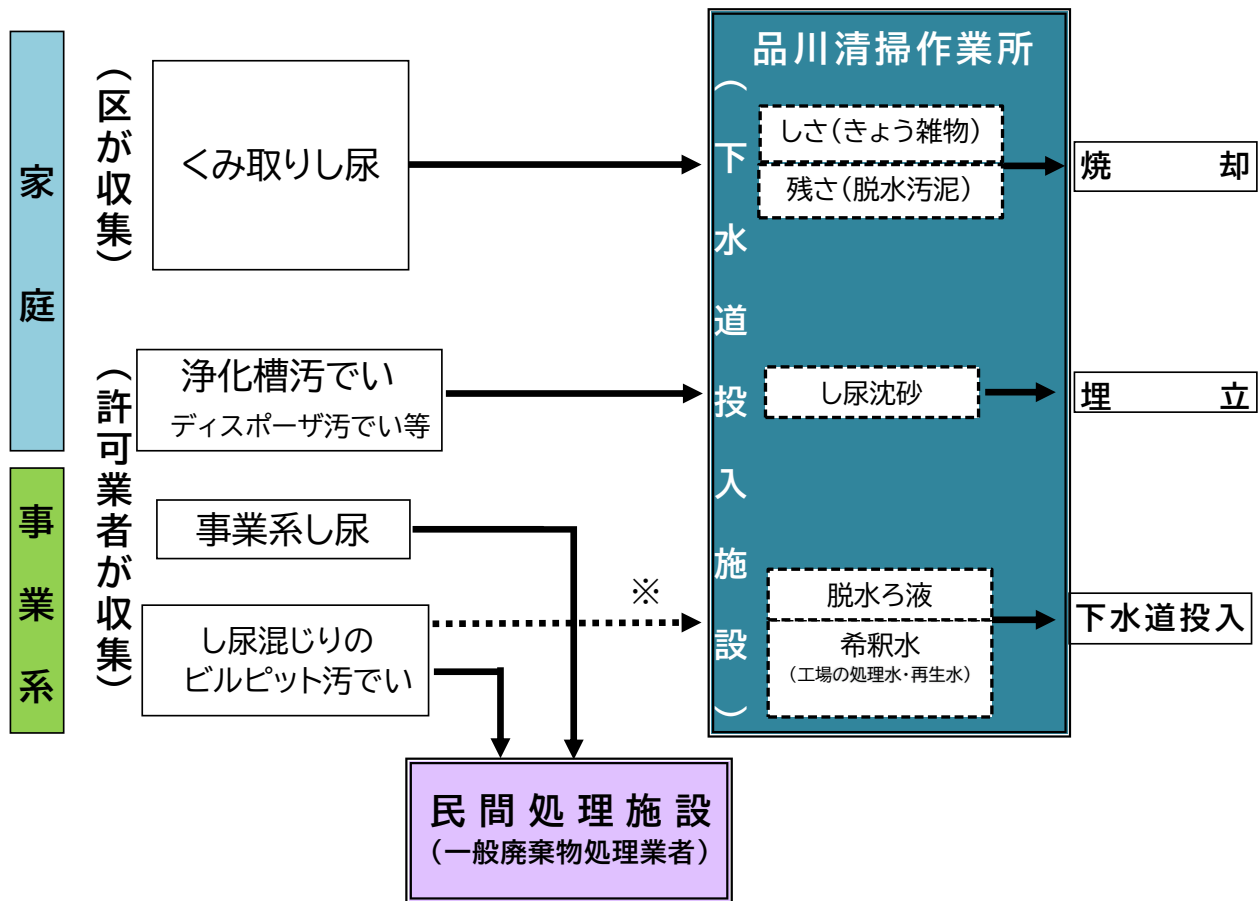 家庭
事業系
（区が収集）
（許可業者が収集）
くみ取りし尿
浄化槽汚でい
ディスポーザ汚でい等
事業系し尿
し尿混じりの
ビルピット汚でい
※
民間処理施設
（一般廃棄物処理業者）
品川清掃作業所
（下水道投入施設）
しさ（きょう雑物）
残さ（脱水汚泥）
し尿沈砂
脱水ろ液
希釈水
（工場の処理水・再生水）
焼却
埋立
下水道投入